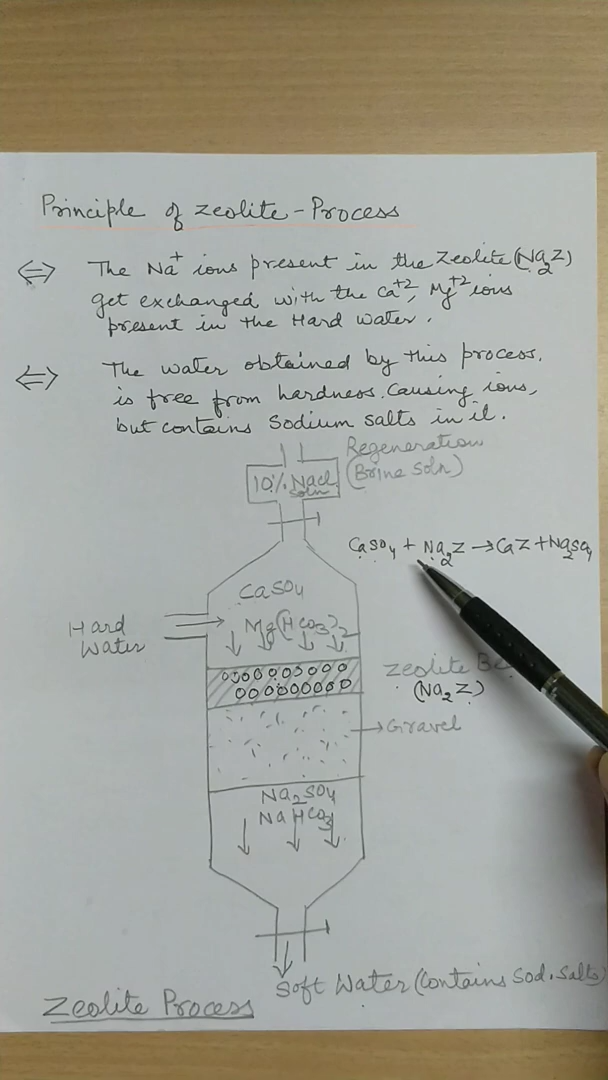 Principle of zeolite-Process
⇔ The Na⁺ ions present in the zeolite (Na₂Z)
get exchanged with the Ca⁺², Mg⁺² ions
present in the Hard water.
⇔ The water obtained by this process.
is free from hardness. causing ions,
but contains Sodium salts in it.
Regeneration
(Brine Soln)
10% Nacl
Soln
CaSO₄ + Na₂Z → CaZ + Na₂SO₄
CaSO₄
Mg(HCO₃)₂
Hard
Water
Zeolite
(Na₂Z)
Gravel
Na₂SO₄
NaHCO₃
Soft Water (Contains Sod. Salts)
Zeolite Process